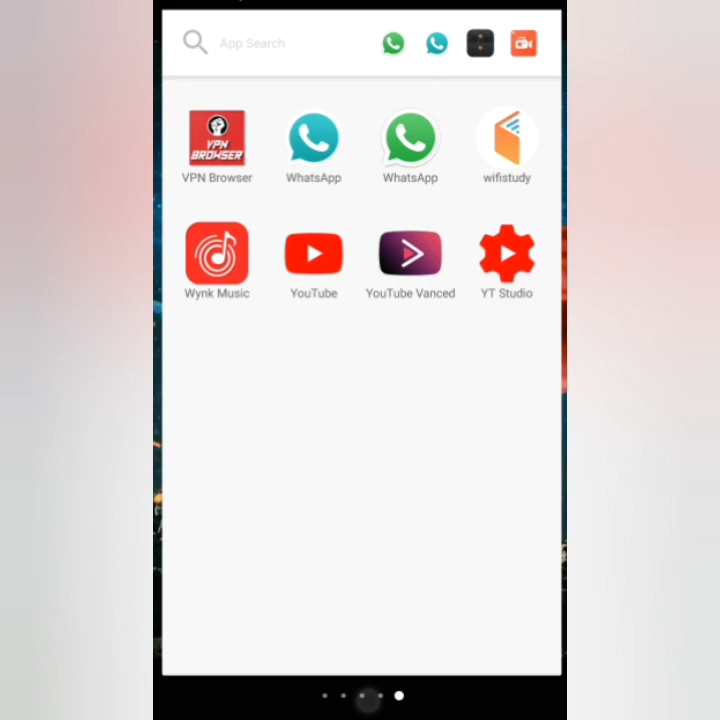 App Search
VPN
BROWSER
VPN Browser
WhatsApp
WhatsApp
wifistudy
Wynk Music
YouTube
YouTube Vanced
YT Studio